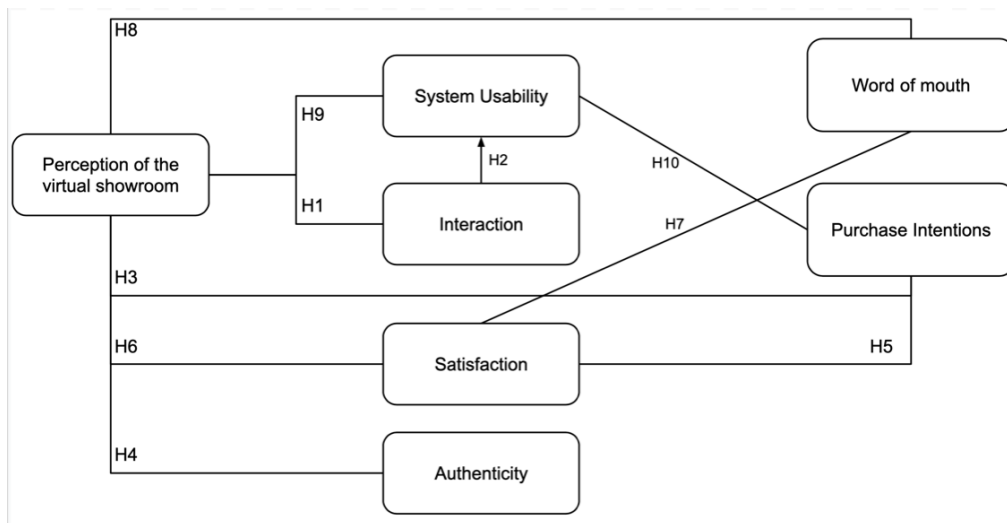 H8
Word of mouth
System Usability
H9
H10
H2
Perception of the
virtual showroom
H1
Interaction
H7
Purchase Intentions
H3
H6
Satisfaction
H5
H4
Authenticity